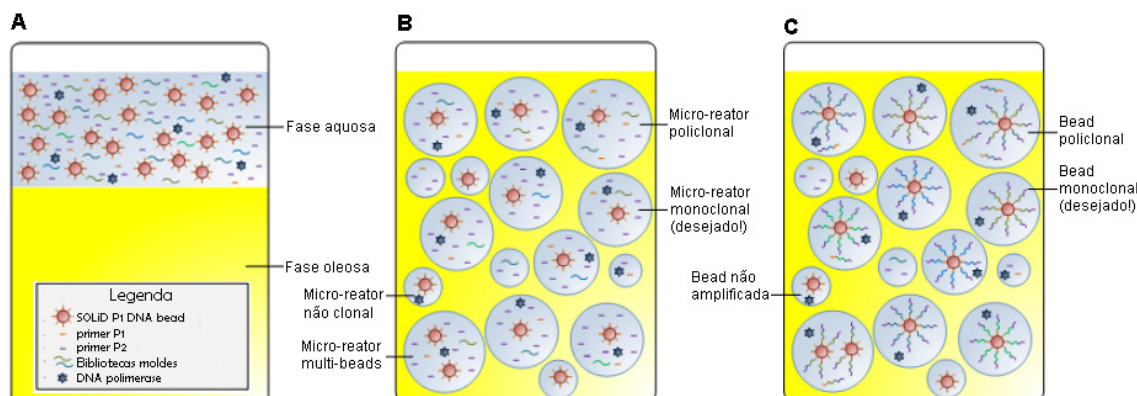 A
Fase aquosa
Fase oleosa
Legenda
SOLiD P1 DNA bead
primer P1
primer P2
Bibliotecas moldes
DNA polimerase
B
Micro-reator
policlonal
Micro-reator
monoclonal
(desejado!)
Micro-reator
não clonal
Micro-reator
multi-beads
C
Bead
policlonal
Bead
monoclonal
(desejado!)
Bead não
amplificada